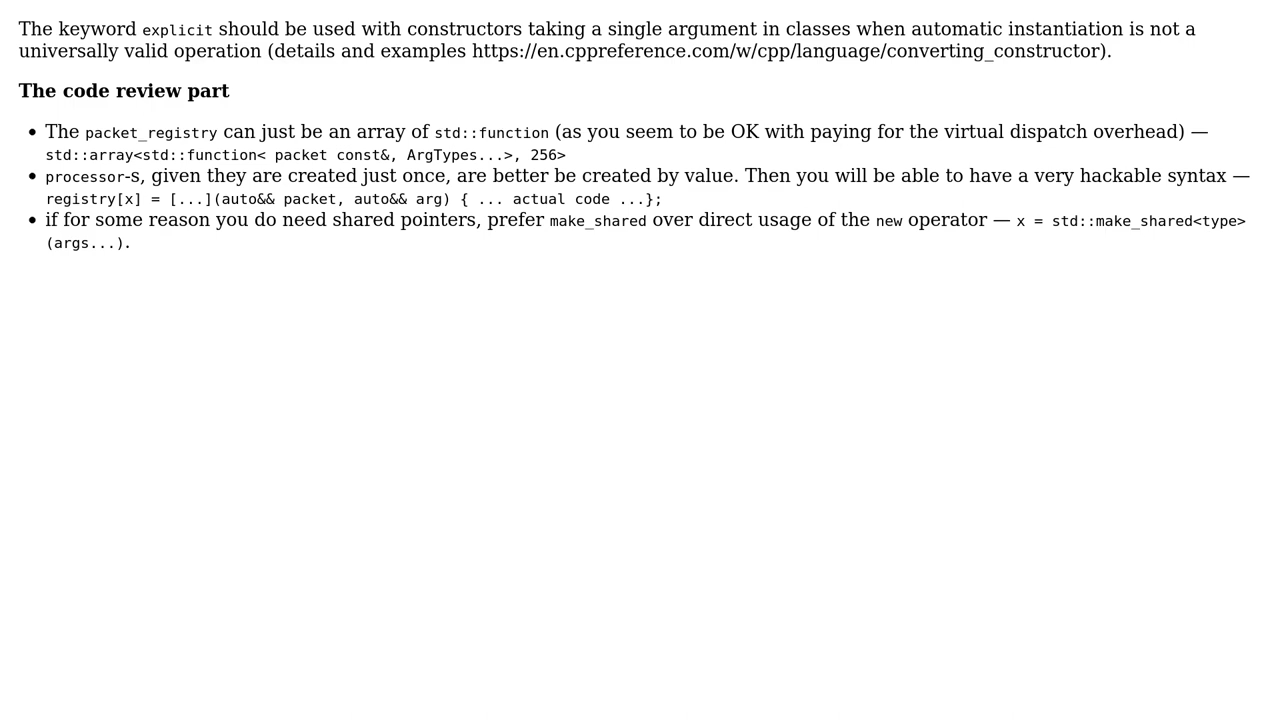 The keyword explicit should be used with constructors taking a single argument in classes when automatic instantiation is not a
universally valid operation (details and examples https://en.cppreference.com/w/cpp/language/converting_constructor).
The code review part
• The packet_registry can just be an array of std::function (as you seem to be OK with paying for the virtual dispatch overhead) —
std::array<std::function< packet const&, ArgTypes...>, 256>
• processor-s, given they are created just once, are better be created by value. Then you will be able to have a very hackable syntax —
registry[x] = [...](auto&& packet, auto&& arg) { ... actual code ...};
• if for some reason you do need shared pointers, prefer make_shared over direct usage of the new operator — x = std::make_shared<type>
(args...).